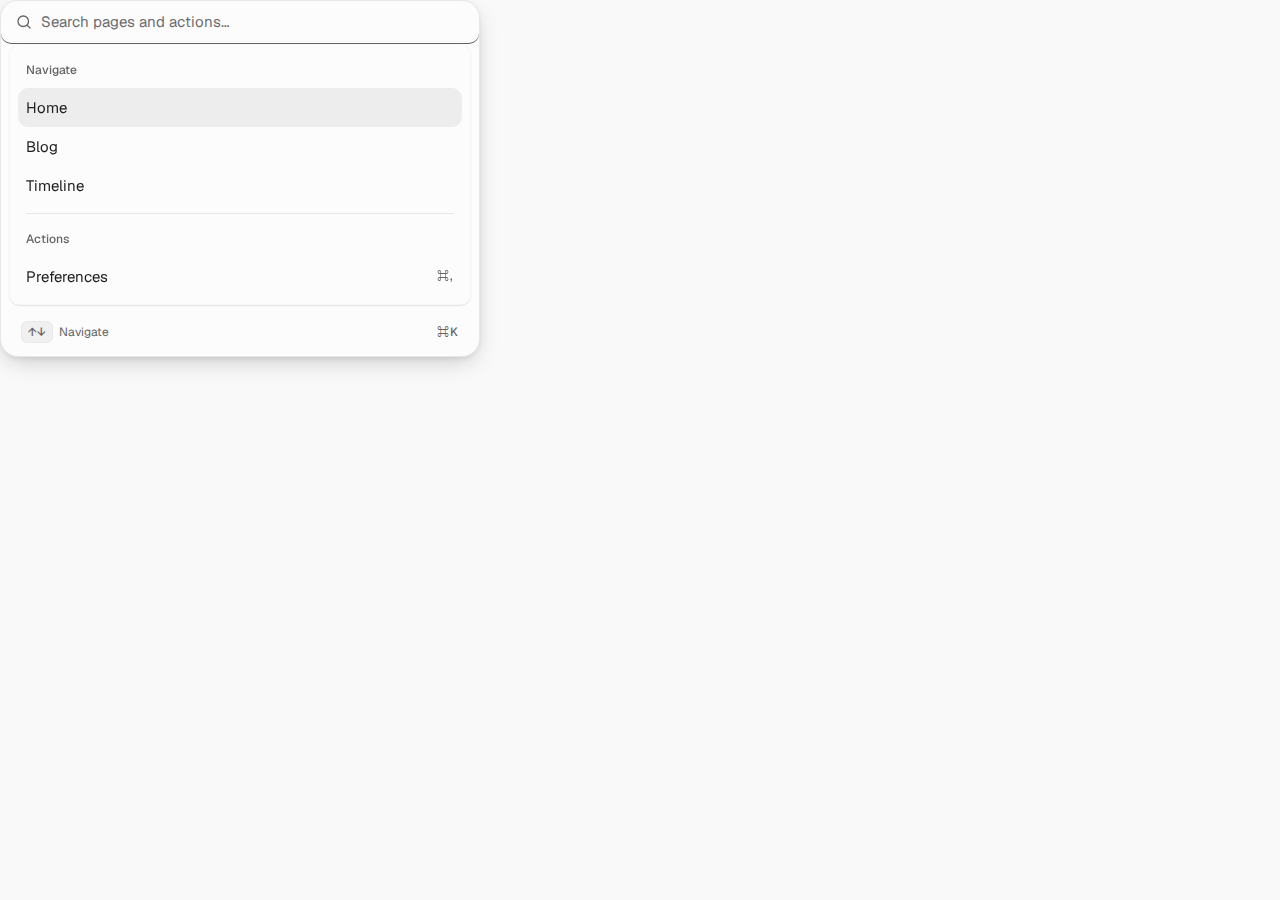 Search pages and actions…
Navigate
Home
Blog
Timeline
Actions
Preferences ⌘,
↑↓ Navigate ⌘K